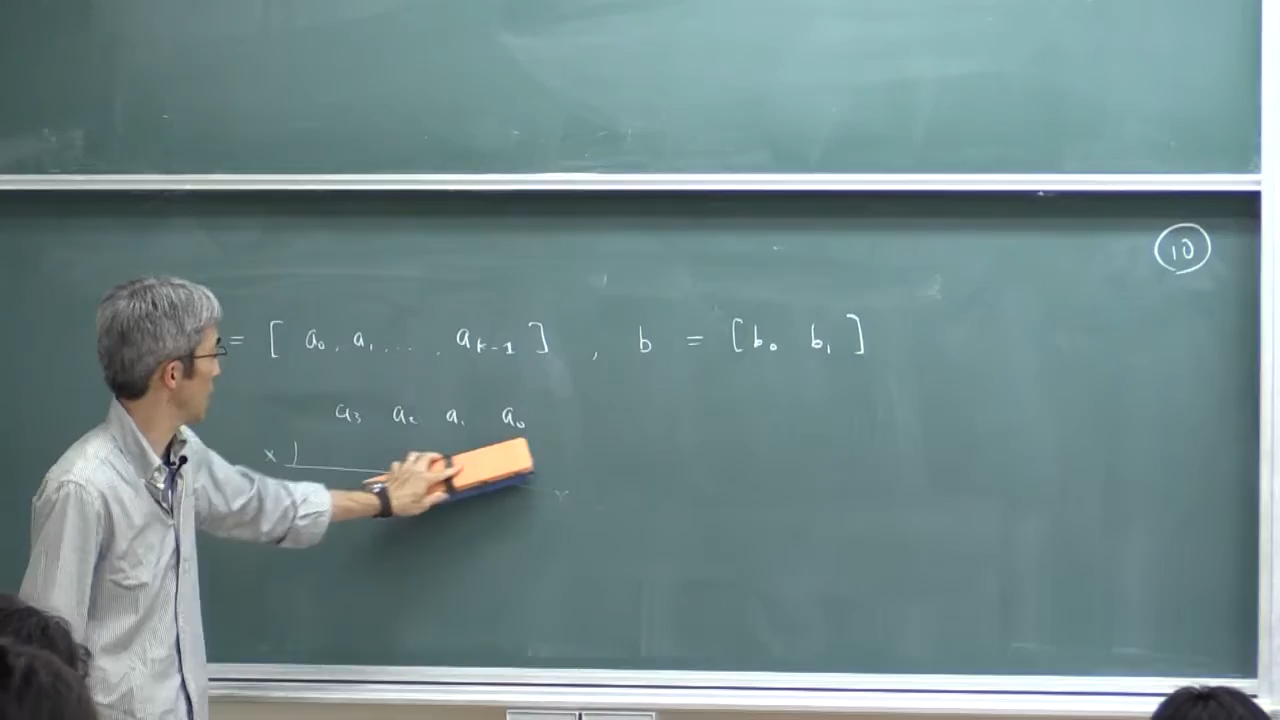 10
= [ a₀, a₁, ... , a_{k-1} ] , b = [ b₀ b₁ ]
a₃ a₂ a₁ a₀
× )